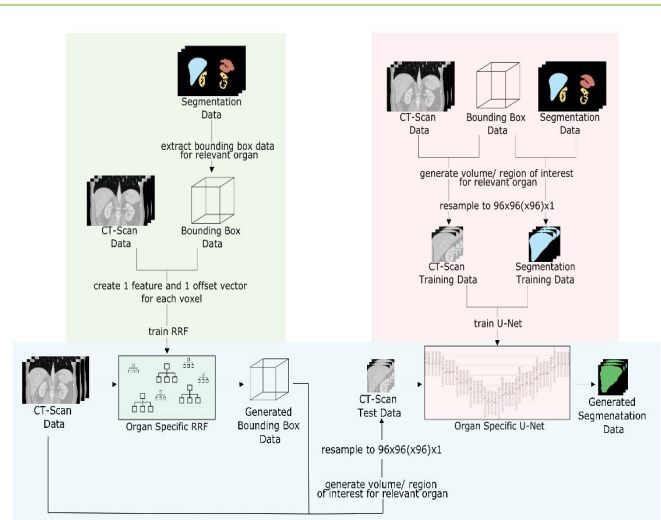 Segmentation
Data
extract bounding box data
for relevant organ
CT-Scan
Data
Bounding Box
Data
create 1 feature and 1 offset vector
for each voxel
train RRF
CT-Scan
Data
Bounding Box
Data
Segmentation
Data
generate volume/ region of interest
for relevant organ
resample to 96x96(x96)x1
CT-Scan
Training Data
Segmentation
Training Data
train U-Net
CT-Scan
Data
Organ Specific RRF
Generated
Bounding Box
Data
CT-Scan
Test Data
Organ Specific U-Net
Generated
Segmenatation
Data
resample to 96x96(x96)x1
generate volume/ region
of interest for relevant organ